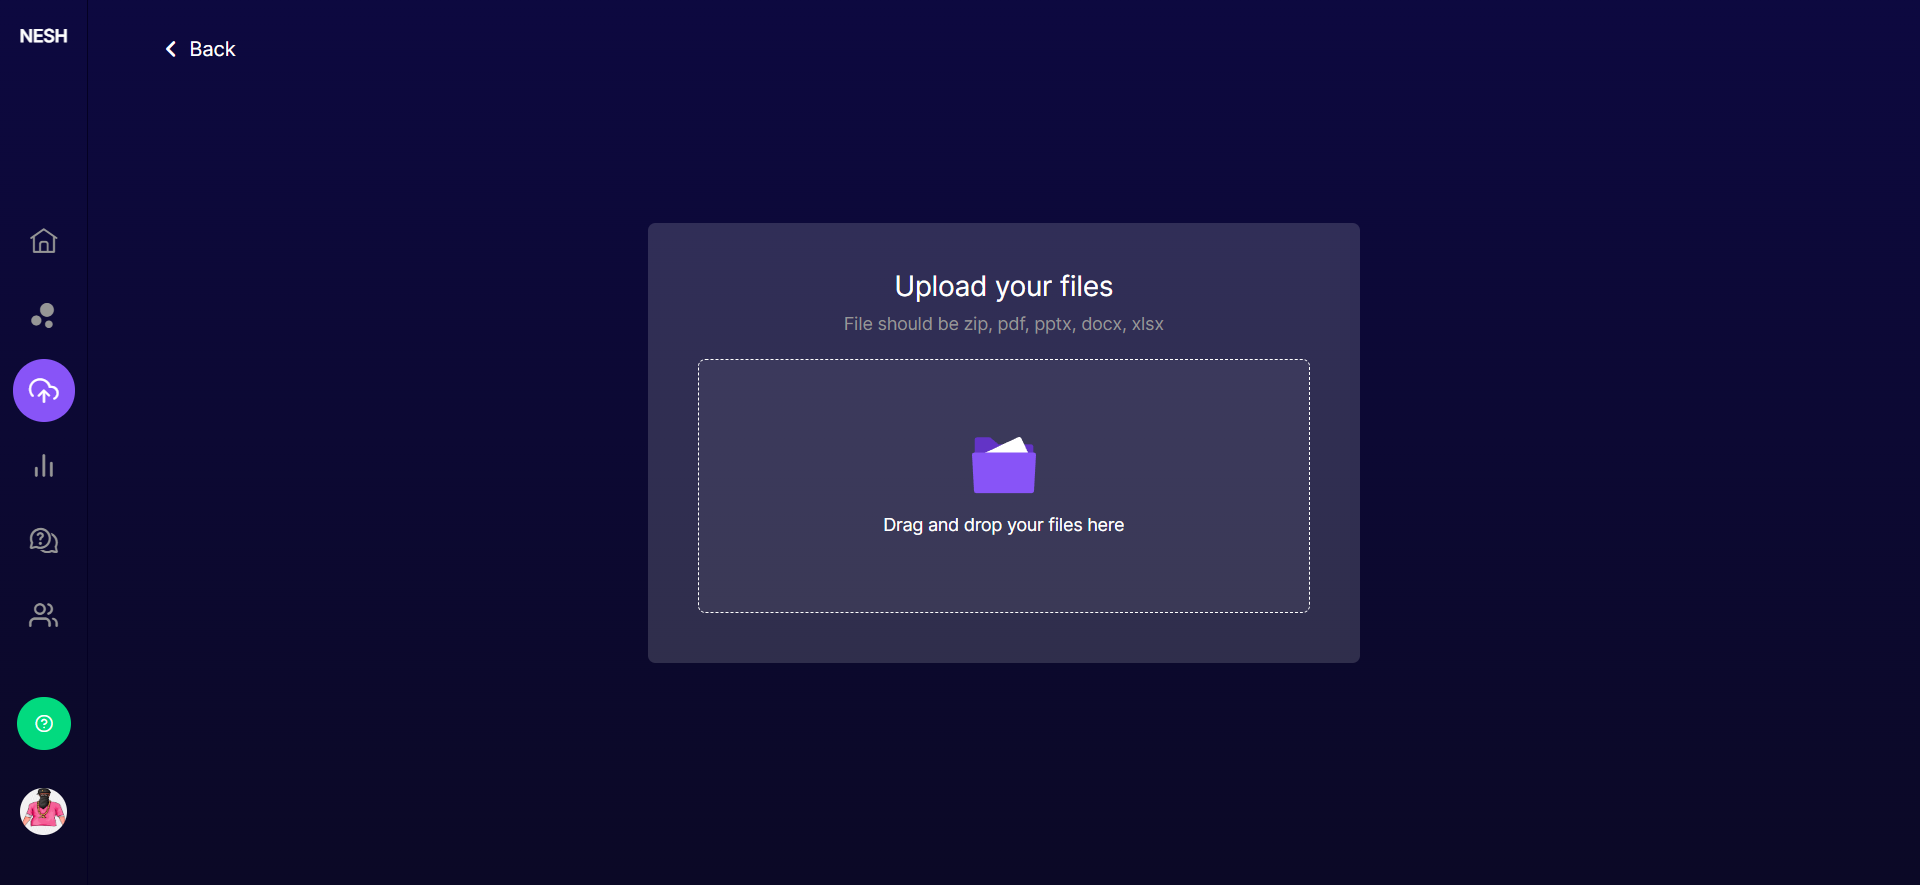 NESH
Back
Upload your files
File should be zip, pdf, pptx, docx, xlsx
Drag and drop your files here